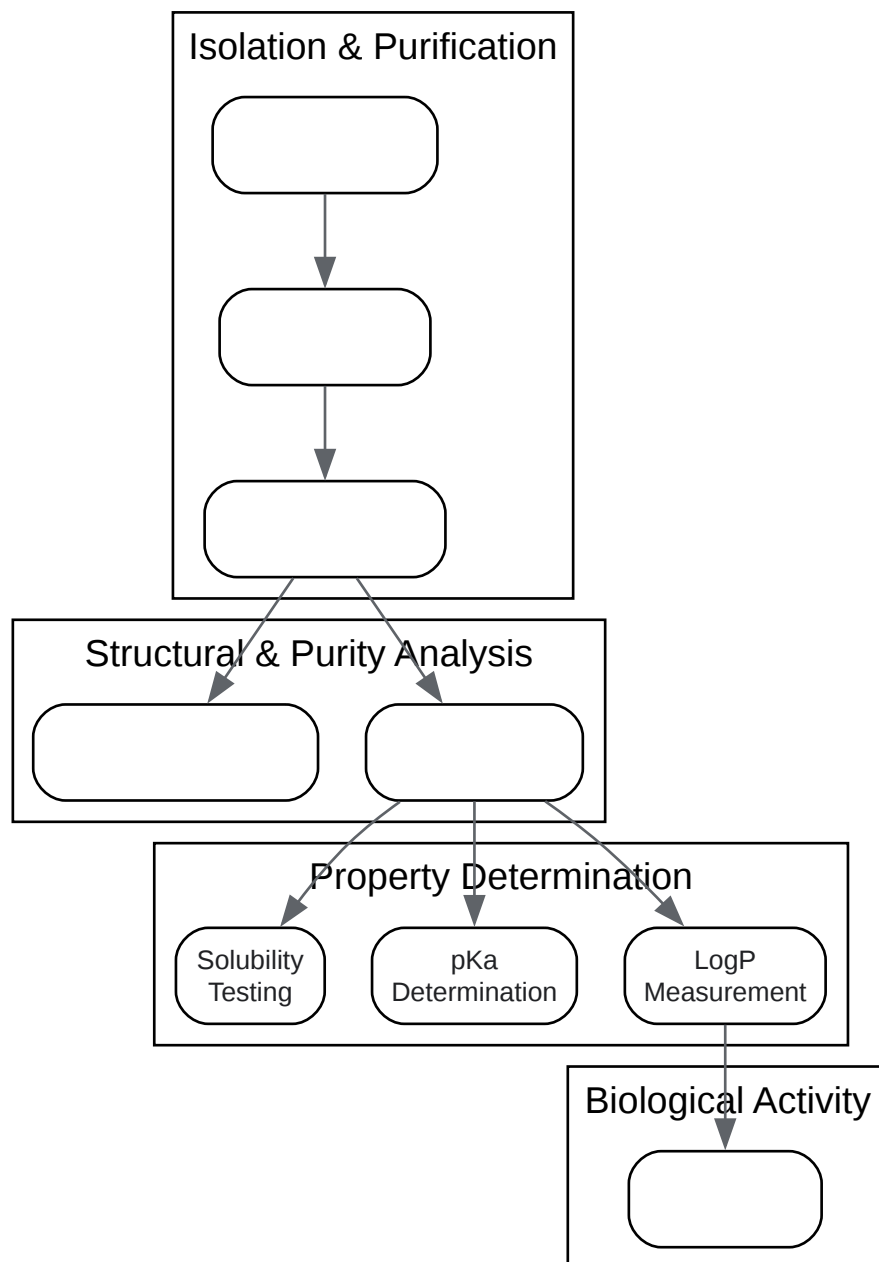 Isolation & Purification
Structural & Purity Analysis
Property Determination
Solubility
Testing
pKa
Determination
LogP
Measurement
Biological Activity